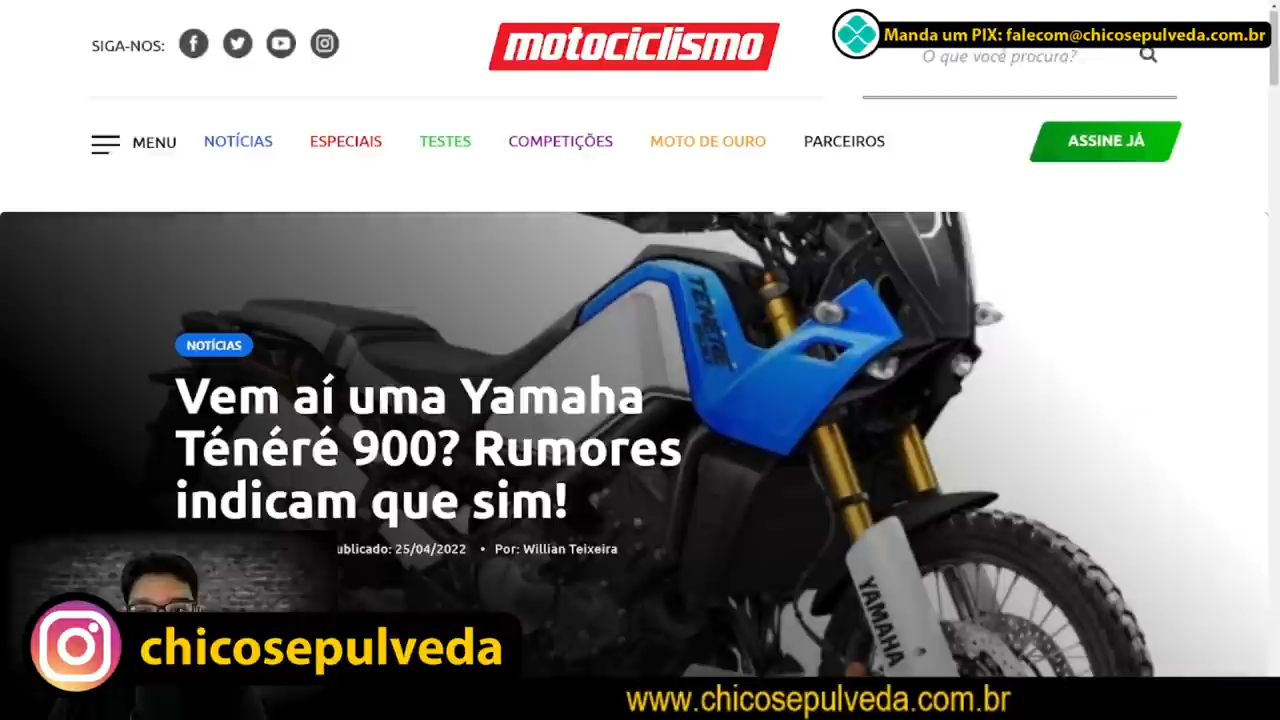 SIGA-NOS:
motociclismo
Manda um PIX: falecom@chicosepulveda.com.br
O que você procura?
MENU
NOTÍCIAS
ESPECIAIS
TESTES
COMPETIÇÕES
MOTO DE OURO
PARCEIROS
ASSINE JÁ
NOTÍCIAS
Vem aí uma Yamaha
Ténéré 900? Rumores
indicam que sim!
ublicado: 25/04/2022 • Por: Willian Teixeira
TÉNÉRÉ
YAMAHA
chicosepulveda
www.chicosepulveda.com.br